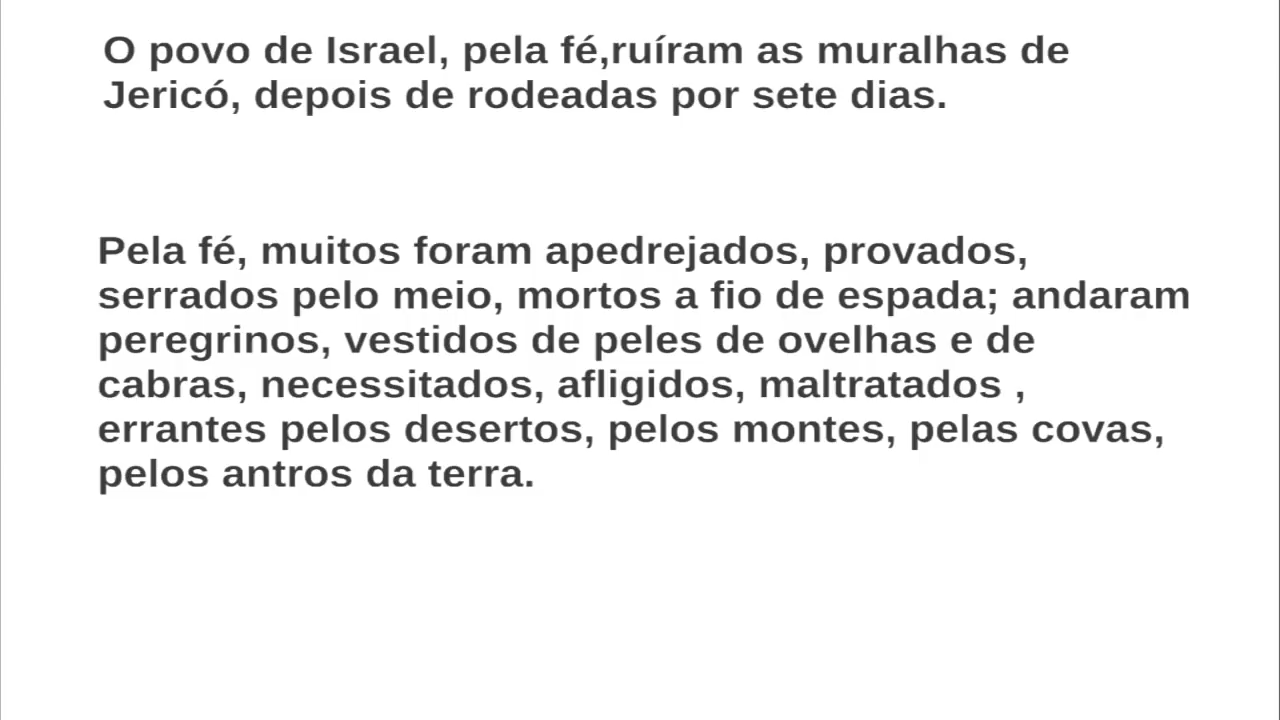 O povo de Israel, pela fé,ruíram as muralhas de
Jericó, depois de rodeadas por sete dias.
Pela fé, muitos foram apedrejados, provados,
serrados pelo meio, mortos a fio de espada; andaram
peregrinos, vestidos de peles de ovelhas e de
cabras, necessitados, afligidos, maltratados ,
errantes pelos desertos, pelos montes, pelas covas,
pelos antros da terra.